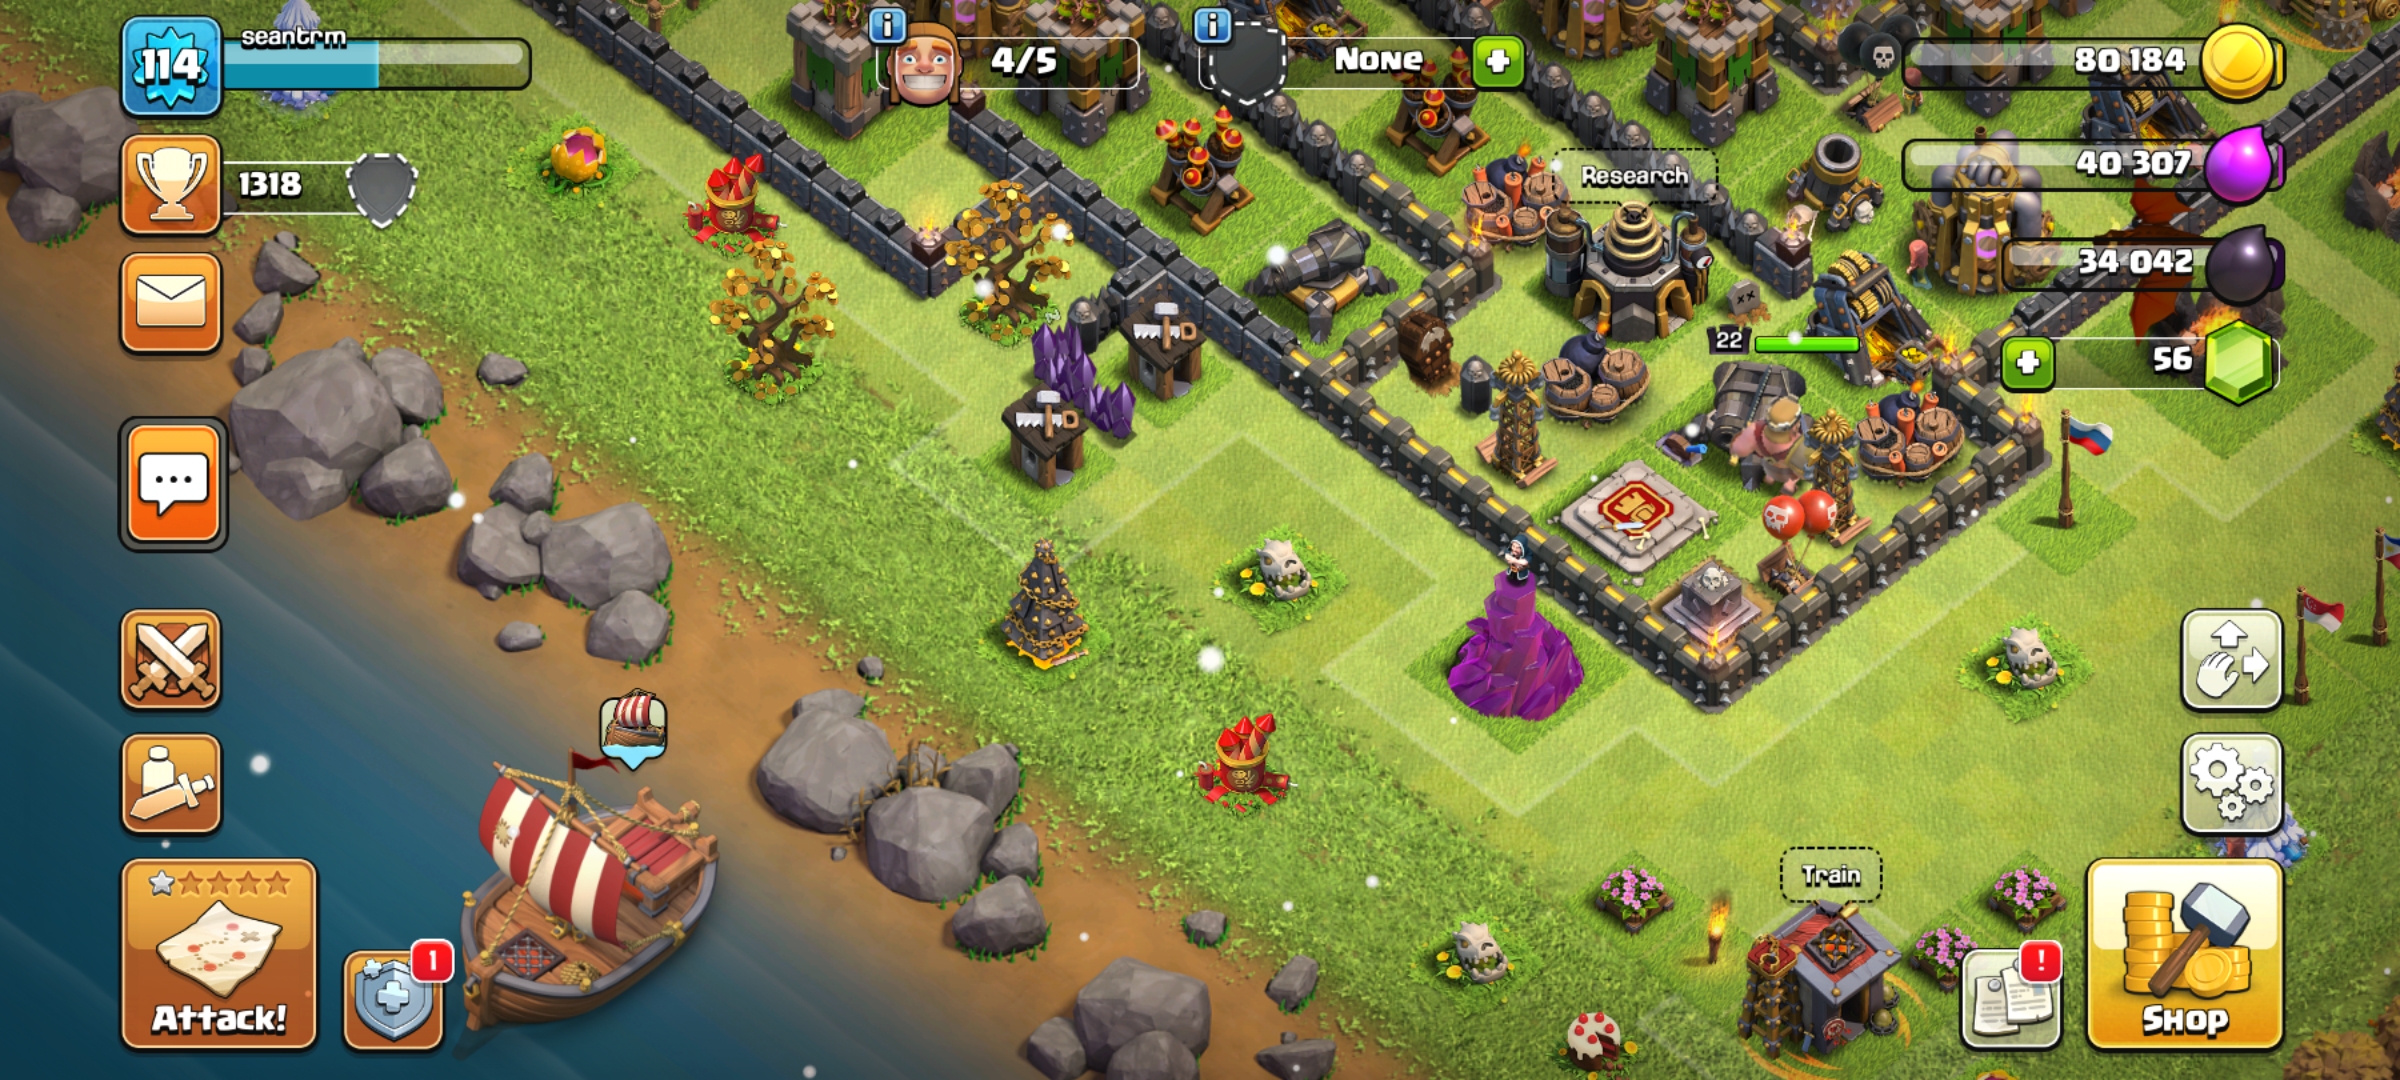 114
seantrm
4/5
None
80 184
1318
Research
40 307
34 042
22
56
Train
1
!
Attack!
Shop